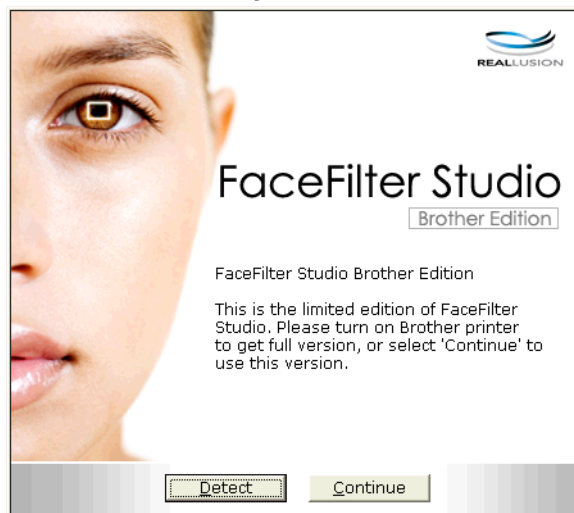 REALLUSION
FaceFilter Studio
Brother Edition
FaceFilter Studio Brother Edition
This is the limited edition of FaceFilter
Studio. Please turn on Brother printer
to get full version, or select 'Continue' to
use this version.
Detect
Continue